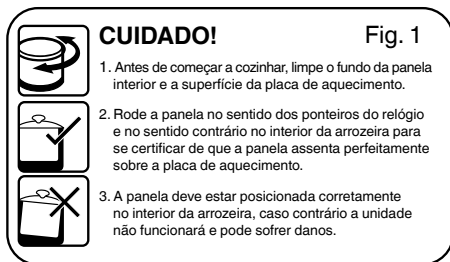 CUIDADO!
Fig. 1
1. Antes de começar a cozinhar, limpe o fundo da panela
interior e a superfície da placa de aquecimento.
2. Rode a panela no sentido dos ponteiros do relógio
e no sentido contrário no interior da arrozeira para
se certificar de que a panela assenta perfeitamente
sobre a placa de aquecimento.
3. A panela deve estar posicionada corretamente
no interior da arrozeira, caso contrário a unidade
não funcionará e pode sofrer danos.